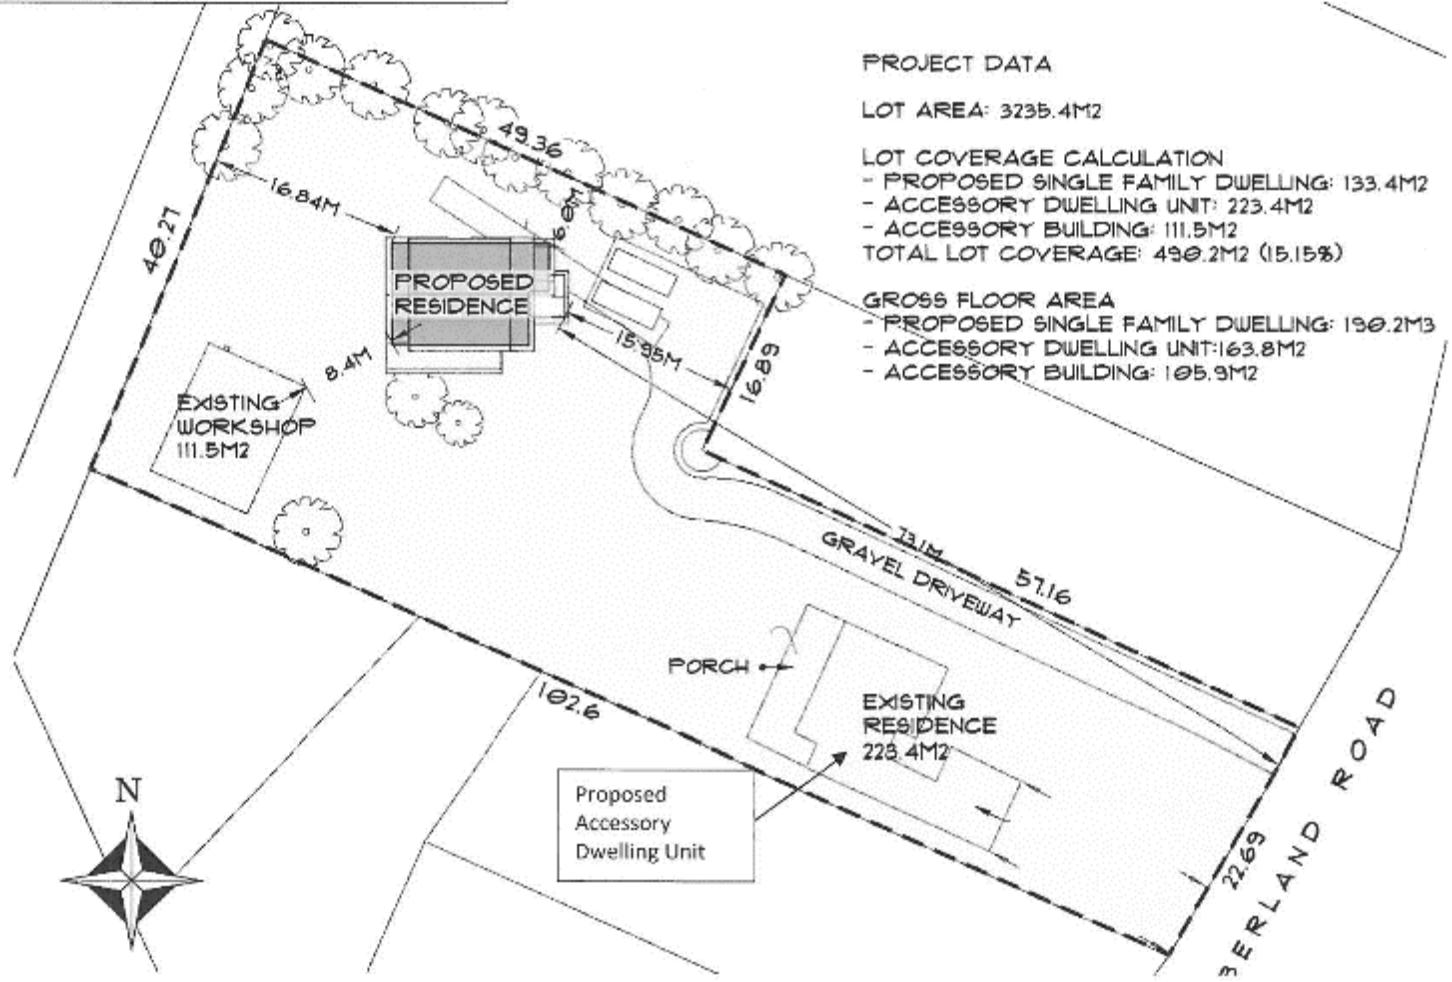 PROJECT DATA
LOT AREA: 3235.4M2
LOT COVERAGE CALCULATION
- PROPOSED SINGLE FAMILY DWELLING: 133.4M2
- ACCESSORY DWELLING UNIT: 223.4M2
- ACCESSORY BUILDING: 111.5M2
TOTAL LOT COVERAGE: 490.2M2 (15.15%)
GROSS FLOOR AREA
- PROPOSED SINGLE FAMILY DWELLING: 190.2M3
- ACCESSORY DWELLING UNIT:163.8M2
- ACCESSORY BUILDING: 105.9M2
49.36
16.84M
6.0M
40.27
PROPOSED
RESIDENCE
15.95M
16.89
8.4M
EXISTING
WORKSHOP
111.5M2
73.1M
GRAVEL DRIVEWAY
57.16
PORCH
102.6
EXISTING
RESIDENCE
223.4M2
Proposed
Accessory
Dwelling Unit
22.69
BERLAND ROAD
N